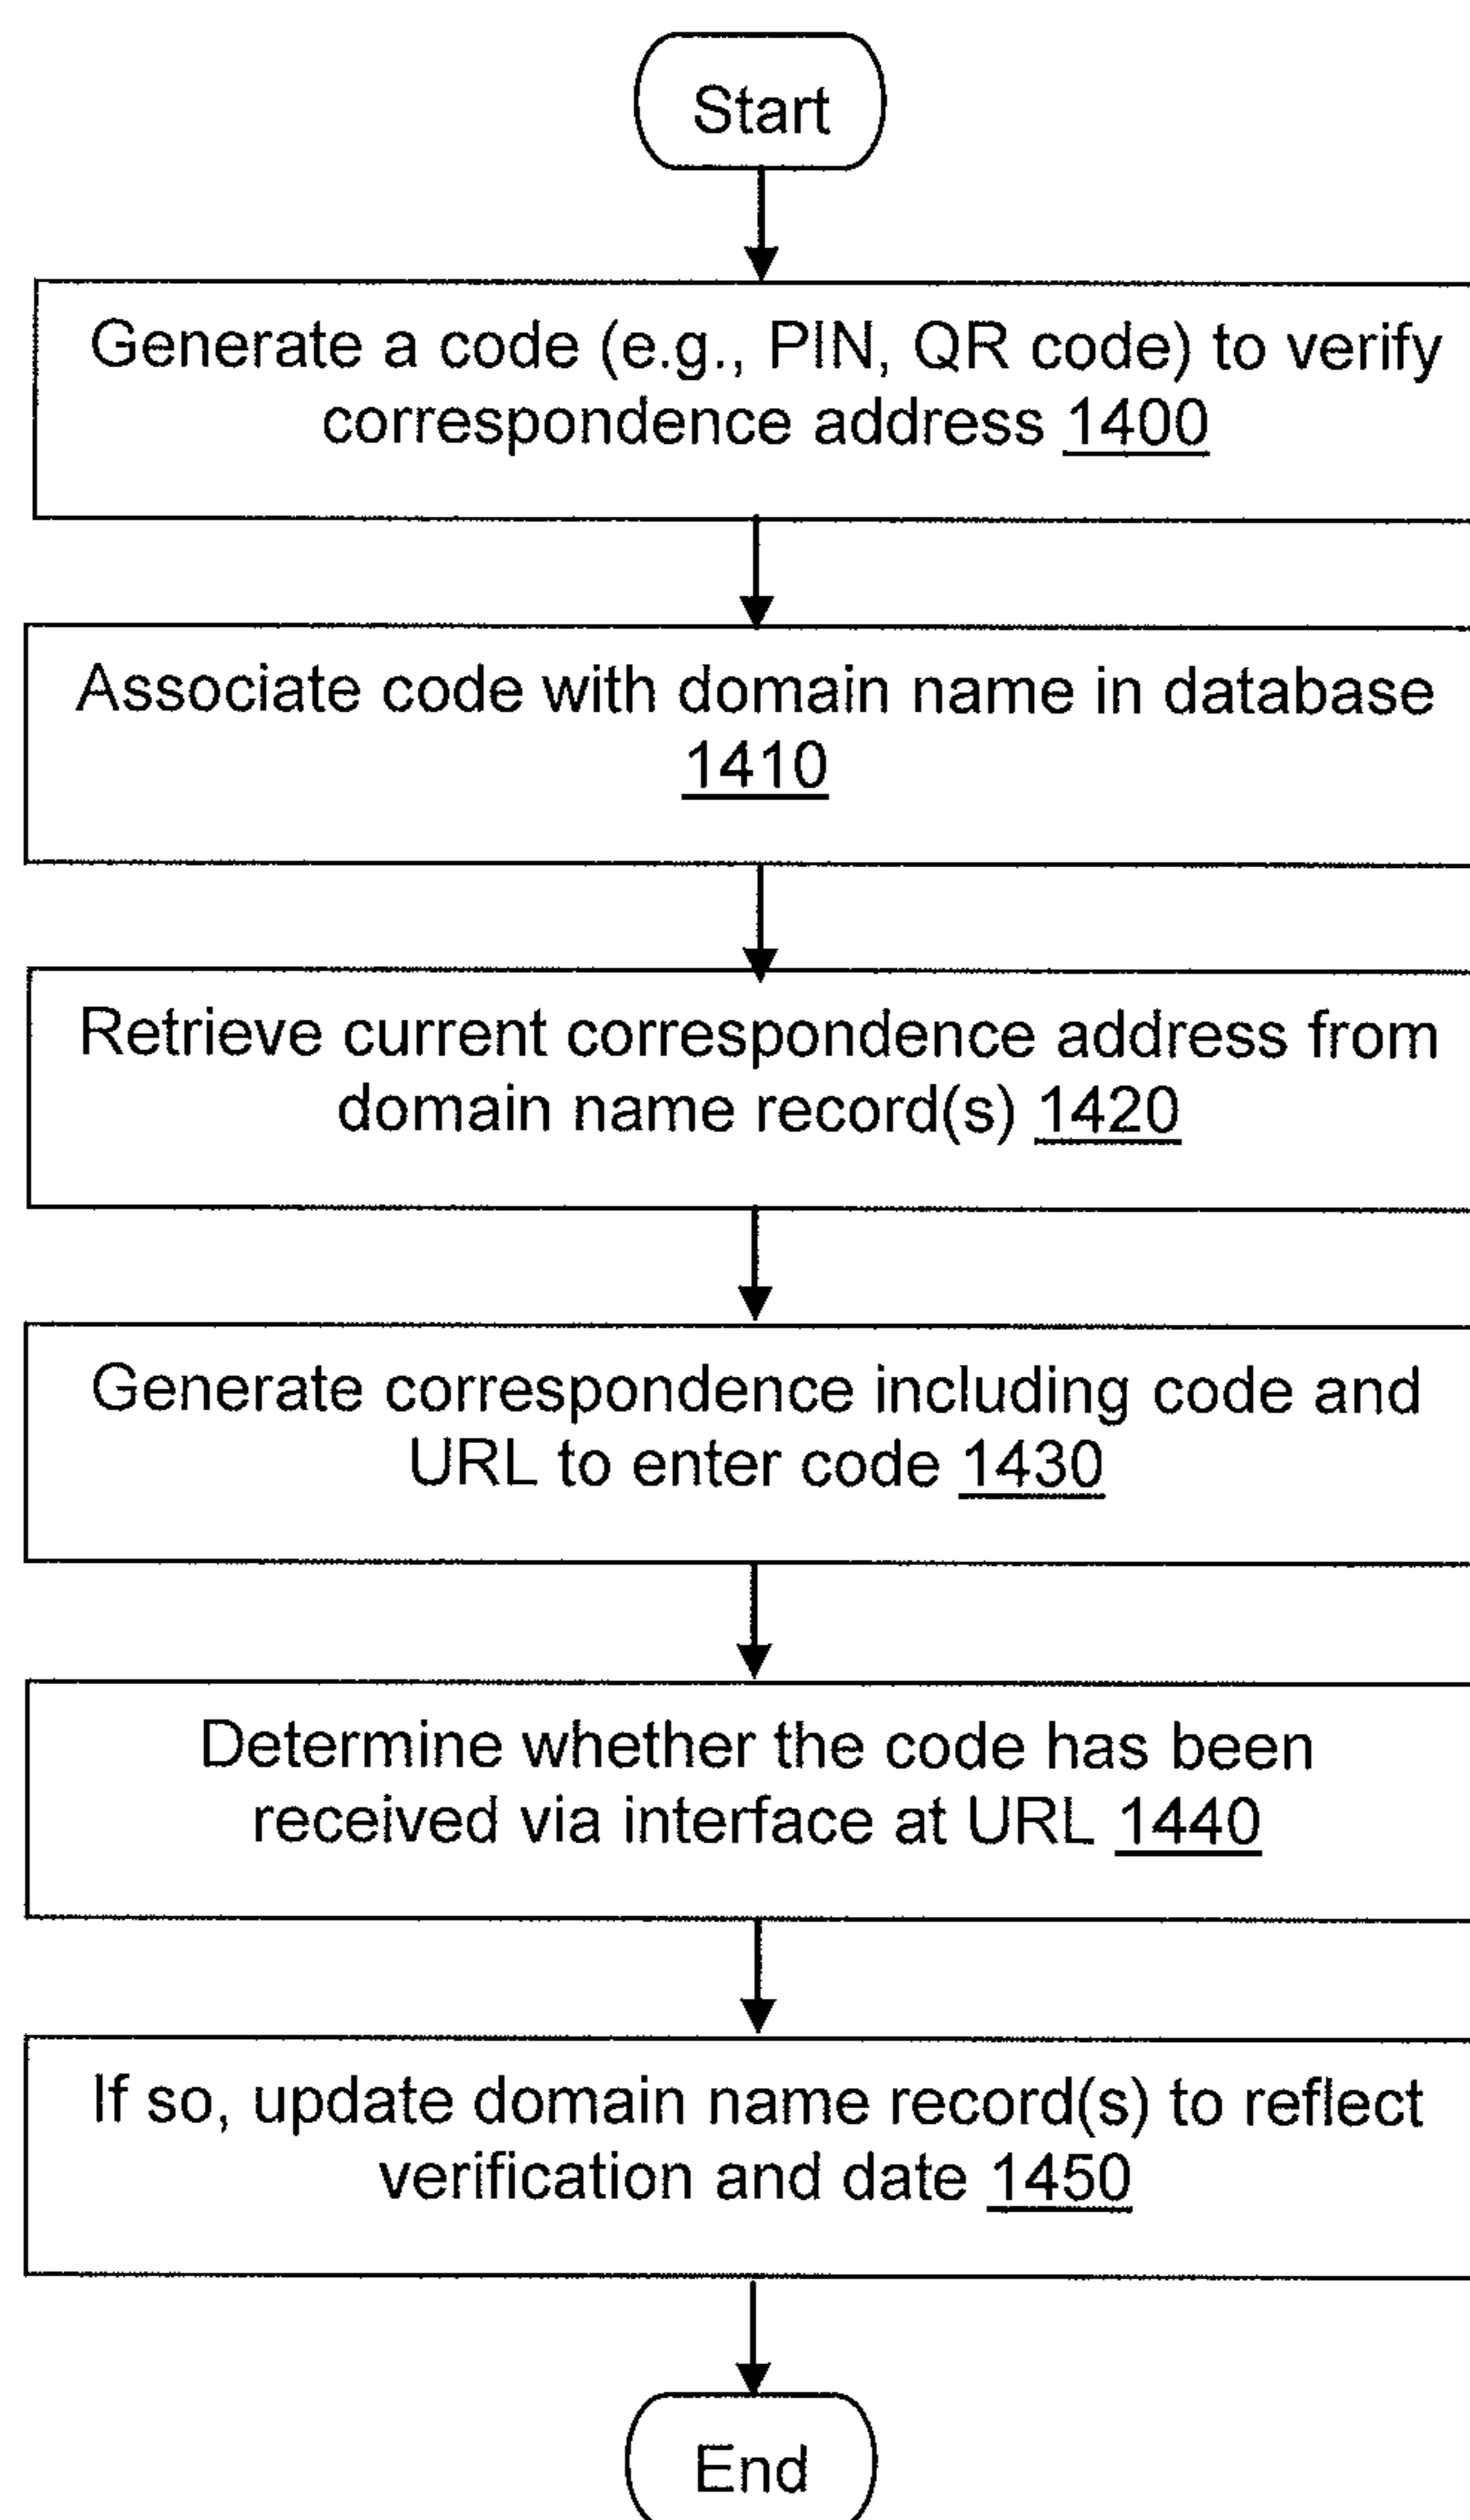 Start
Generate a code (e.g., PIN, QR code) to verify
correspondence address 1400
Associate code with domain name in database
1410
Retrieve current correspondence address from
domain name record(s) 1420
Generate correspondence including code and
URL to enter code 1430
Determine whether the code has been
received via interface at URL 1440
If so, update domain name record(s) to reflect
verification and date 1450
End